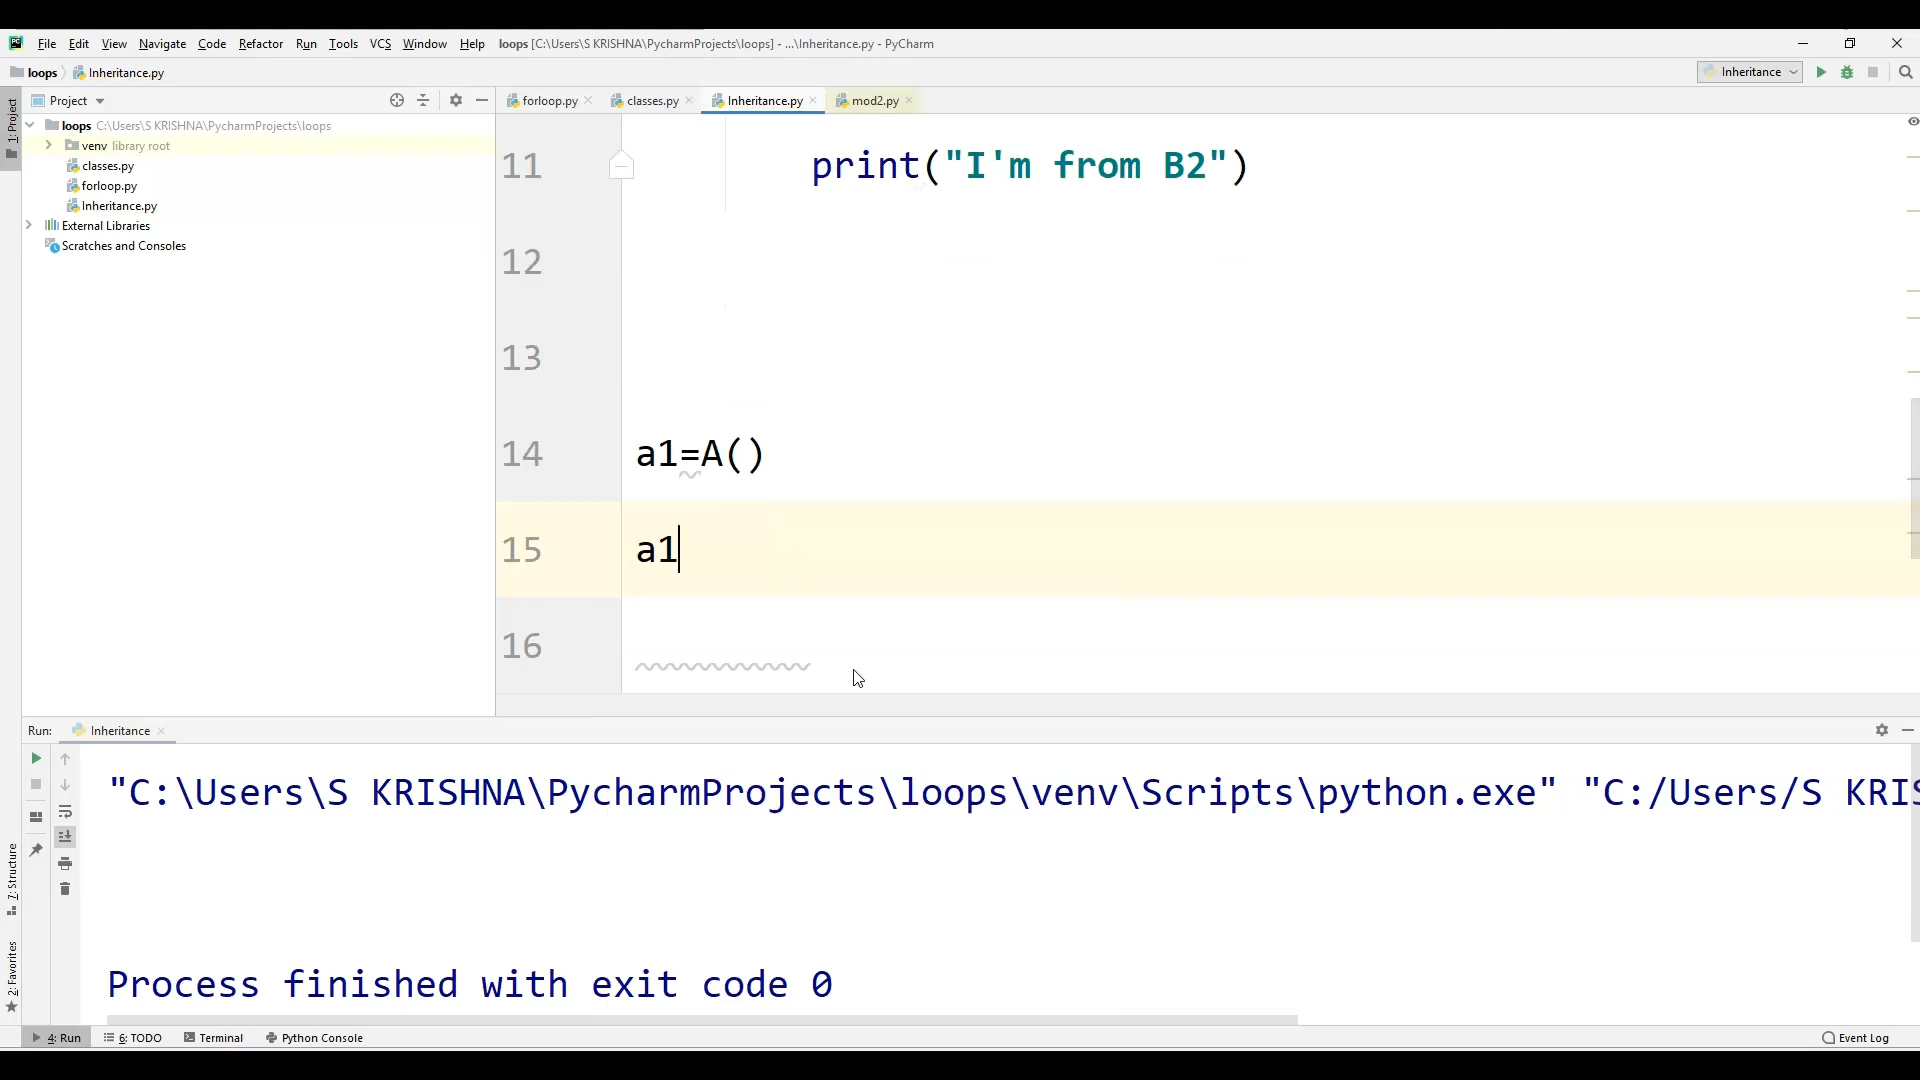 File Edit View Navigate Code Refactor Run Tools VCS Window Help loops [C:\Users\S KRISHNA\PycharmProjects\loops] - ...\Inheritance.py - PyCharm
loops Inheritance.py Inheritance
Project
forloop.py classes.py Inheritance.py mod2.py
1: Project
loops C:\Users\S KRISHNA\PycharmProjects\loops
venv library root
classes.py
forloop.py
Inheritance.py
External Libraries
Scratches and Consoles
11 print("I'm from B2")
12
13
14 a1=A()
15 a1
16
Run: Inheritance
"C:\Users\S KRISHNA\PycharmProjects\loops\venv\Scripts\python.exe" "C:/Users/S KRIS
Process finished with exit code 0
7: Structure
2: Favorites
4: Run 6: TODO Terminal Python Console Event Log